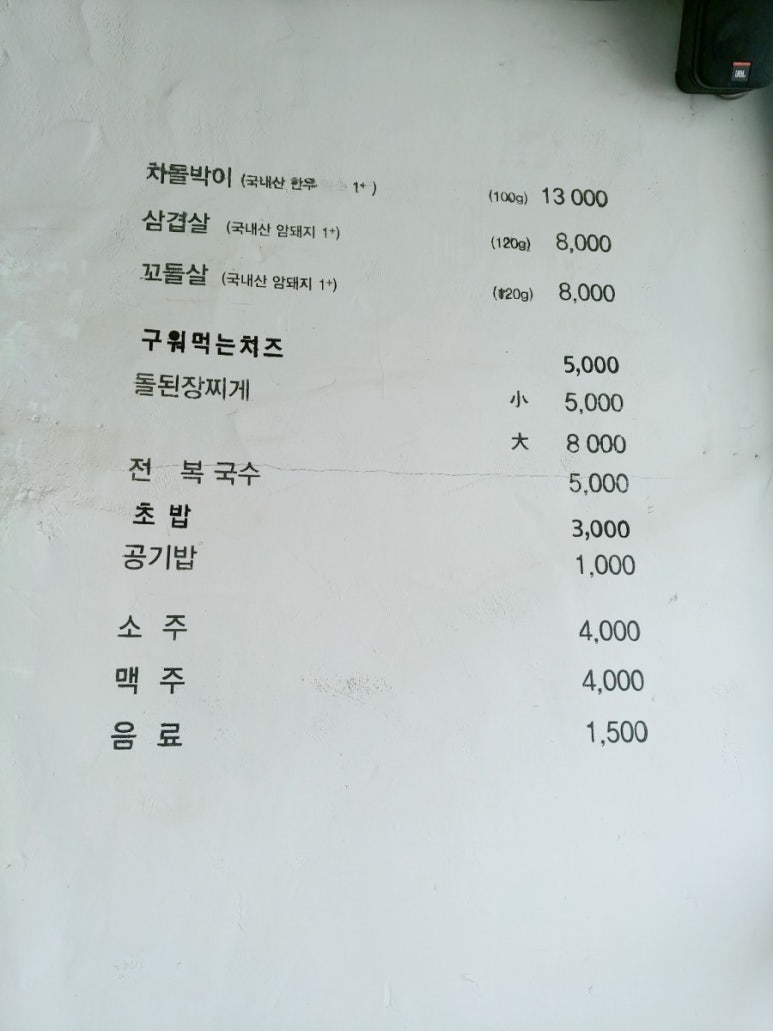 차돌박이 (국내산 한우 1+) (100g) 13 000
삼겹살 (국내산 암돼지 1+) (120g) 8,000
꼬들살 (국내산 암돼지 1+) (120g) 8,000
구워먹는치즈 5,000
돌된장찌게 小 5,000
大 8 000
전 복 국수 5,000
초 밥 3,000
공기밥 1,000
소 주 4,000
맥 주 4,000
음 료 1,500
JBL